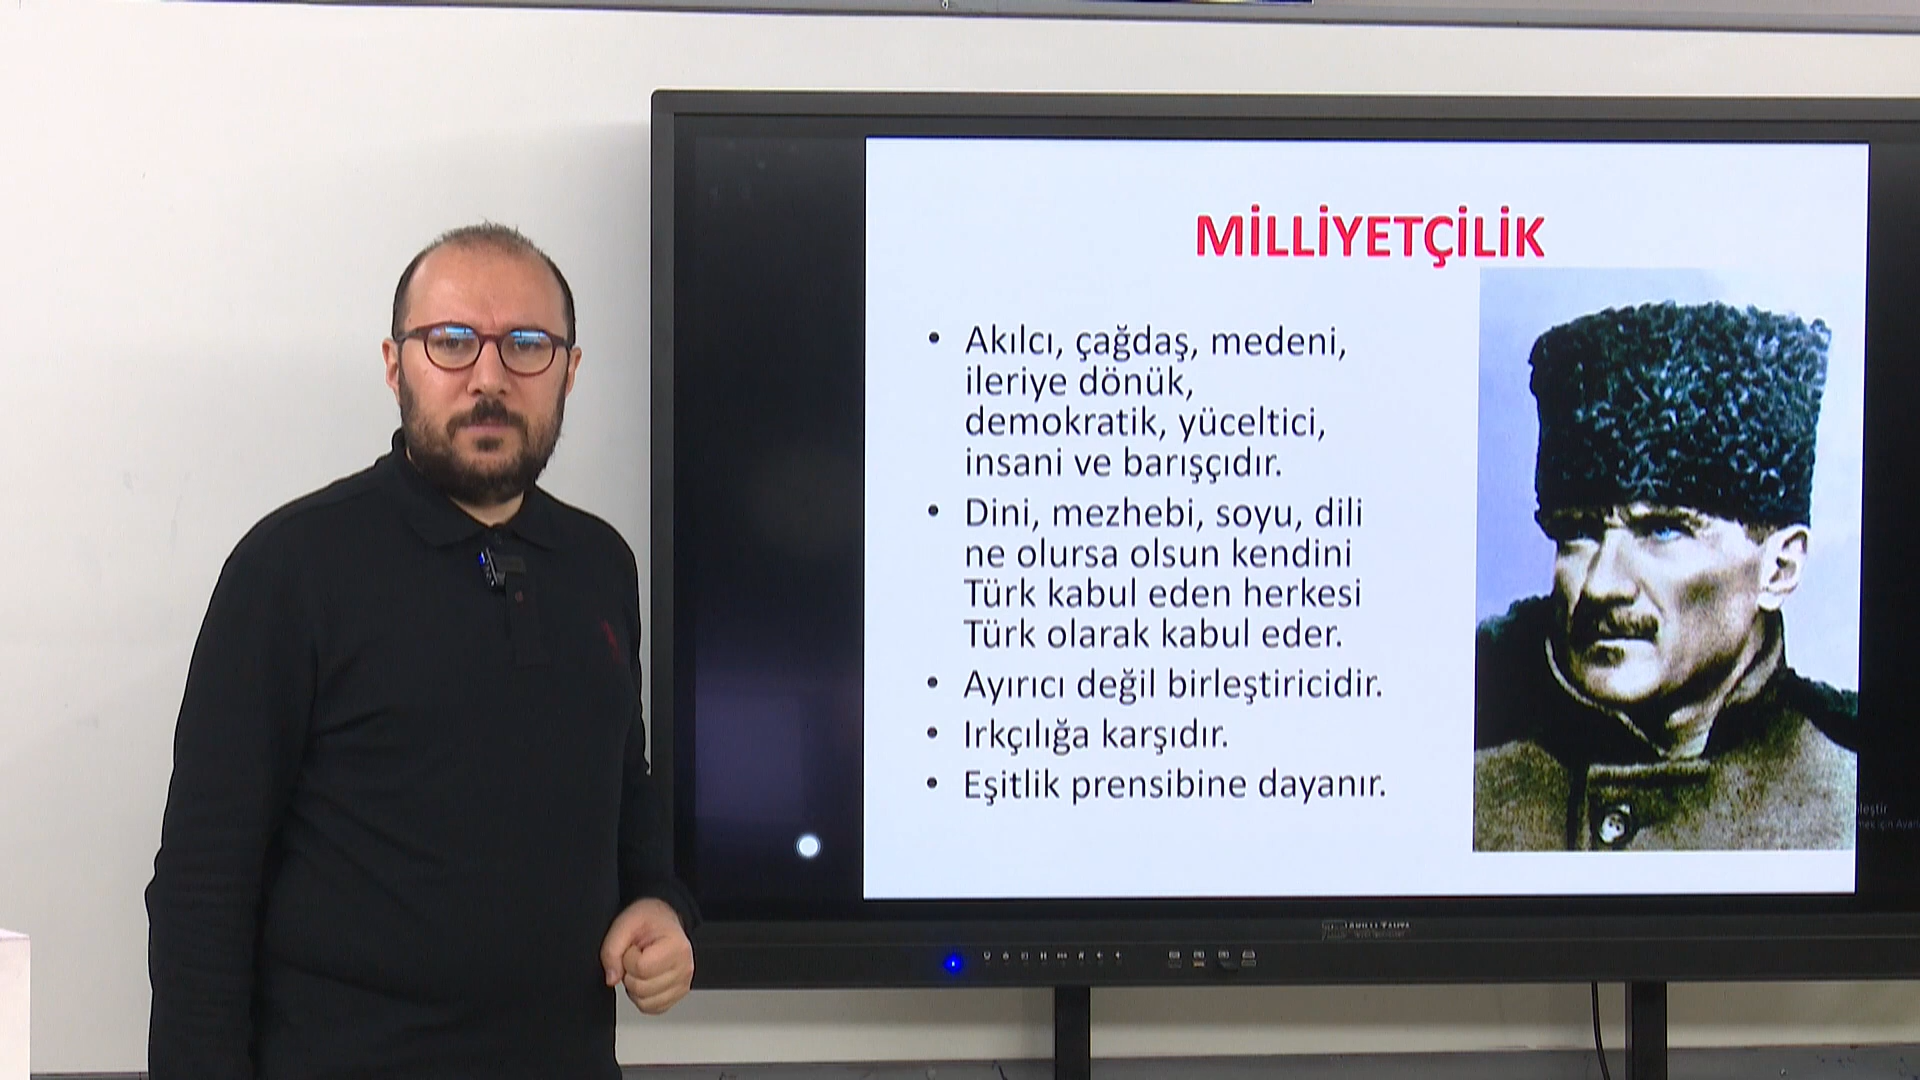 MİLLİYETÇİLİK
• Akılcı, çağdaş, medeni,
ileriye dönük,
demokratik, yüceltici,
insani ve barışçıdır.
• Dini, mezhebi, soyu, dili
ne olursa olsun kendini
Türk kabul eden herkesi
Türk olarak kabul eder.
• Ayırıcı değil birleştiricidir.
• Irkçılığa karşıdır.
• Eşitlik prensibine dayanır.